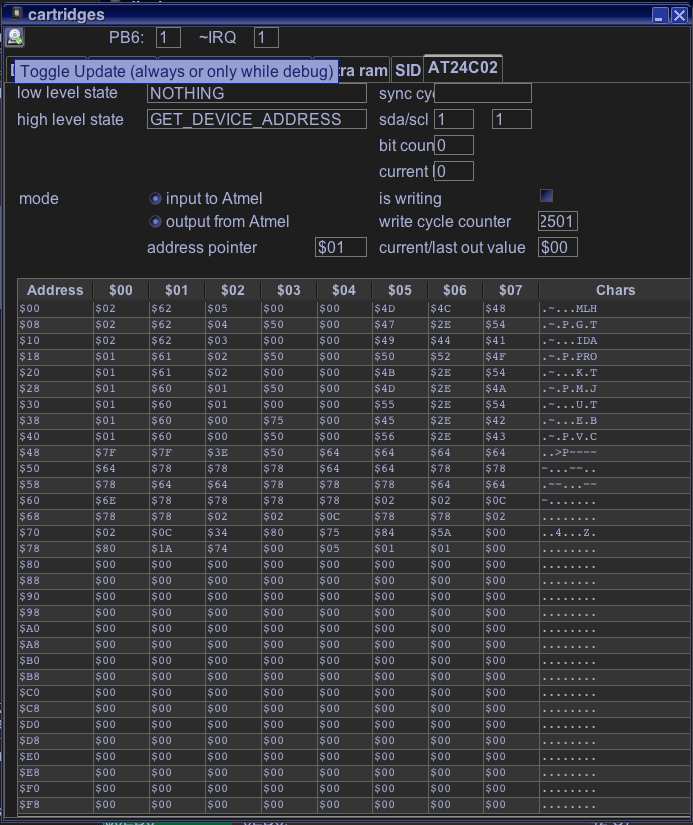 cartridges
PB6: 1 ~IRQ 1
Toggle Update (always or only while debug) ra ram SID AT24C02
low level state NOTHING sync cy
high level state GET_DEVICE_ADDRESS sda/scl 1 1
bit coun 0
current 0
mode input to Atmel is writing
output from Atmel write cycle counter 2501
address pointer $01 current/last out value $00
Address $00 $01 $02 $03 $04 $05 $06 $07 Chars
$00 $02 $62 $05 $00 $00 $4D $4C $48 .~...MLH
$08 $02 $62 $04 $50 $00 $47 $2E $54 .~.P.G.T
$10 $02 $62 $03 $00 $00 $49 $44 $41 .~...IDA
$18 $01 $61 $02 $50 $00 $50 $52 $4F .~.P.PRO
$20 $01 $61 $02 $00 $00 $4B $2E $54 .~...K.T
$28 $01 $60 $01 $50 $00 $4D $2E $4A .~.P.M.J
$30 $01 $60 $01 $00 $00 $55 $2E $54 .~...U.T
$38 $01 $60 $00 $75 $00 $45 $2E $42 .~...E.B
$40 $01 $60 $00 $50 $00 $56 $2E $43 .~.P.V.C
$48 $7F $7F $3E $50 $64 $64 $64 $64 ..>P~~~~
$50 $64 $78 $78 $78 $64 $64 $78 $78 ~...~~..
$58 $78 $64 $64 $78 $78 $78 $64 $64 .~~...~~
$60 $6E $78 $78 $78 $78 $02 $02 $0C ~.......
$68 $78 $78 $02 $02 $0C $78 $78 $02 ........
$70 $02 $0C $34 $80 $75 $84 $5A $00 ..4...Z.
$78 $80 $1A $74 $00 $05 $01 $01 $00 ........
$80 $00 $00 $00 $00 $00 $00 $00 $00 ........
$88 $00 $00 $00 $00 $00 $00 $00 $00 ........
$90 $00 $00 $00 $00 $00 $00 $00 $00 ........
$98 $00 $00 $00 $00 $00 $00 $00 $00 ........
$A0 $00 $00 $00 $00 $00 $00 $00 $00 ........
$A8 $00 $00 $00 $00 $00 $00 $00 $00 ........
$B0 $00 $00 $00 $00 $00 $00 $00 $00 ........
$B8 $00 $00 $00 $00 $00 $00 $00 $00 ........
$C0 $00 $00 $00 $00 $00 $00 $00 $00 ........
$C8 $00 $00 $00 $00 $00 $00 $00 $00 ........
$D0 $00 $00 $00 $00 $00 $00 $00 $00 ........
$D8 $00 $00 $00 $00 $00 $00 $00 $00 ........
$E0 $00 $00 $00 $00 $00 $00 $00 $00 ........
$E8 $00 $00 $00 $00 $00 $00 $00 $00 ........
$F0 $00 $00 $00 $00 $00 $00 $00 $00 ........
$F8 $00 $00 $00 $00 $00 $00 $00 $00 ........